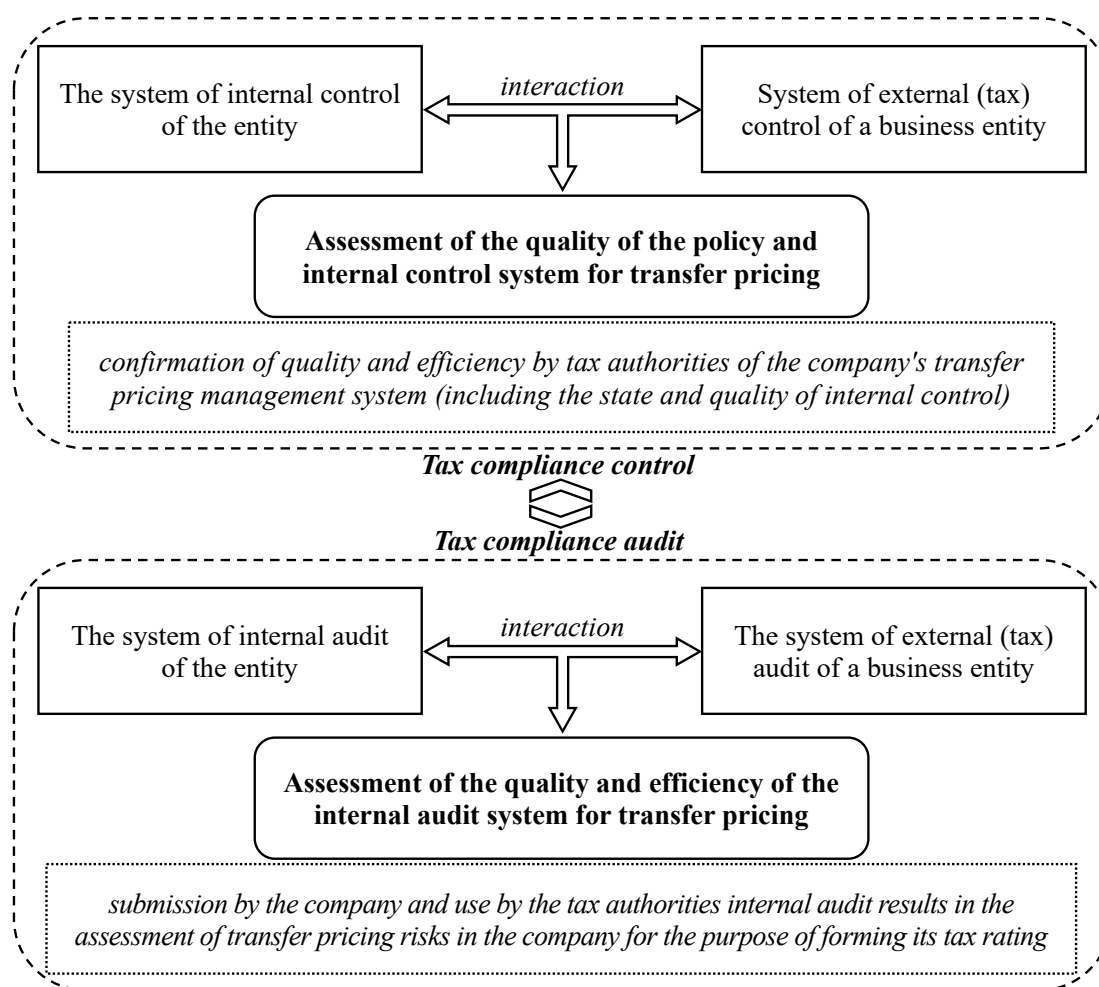 The system of internal control
of the entity
interaction
System of external (tax)
control of a business entity
Assessment of the quality of the policy and
internal control system for transfer pricing
confirmation of quality and efficiency by tax authorities of the company's transfer
pricing management system (including the state and quality of internal control)
Tax compliance control
Tax compliance audit
The system of internal audit
of the entity
interaction
The system of external (tax)
audit of a business entity
Assessment of the quality and efficiency of the
internal audit system for transfer pricing
submission by the company and use by the tax authorities internal audit results in the
assessment of transfer pricing risks in the company for the purpose of forming its tax rating